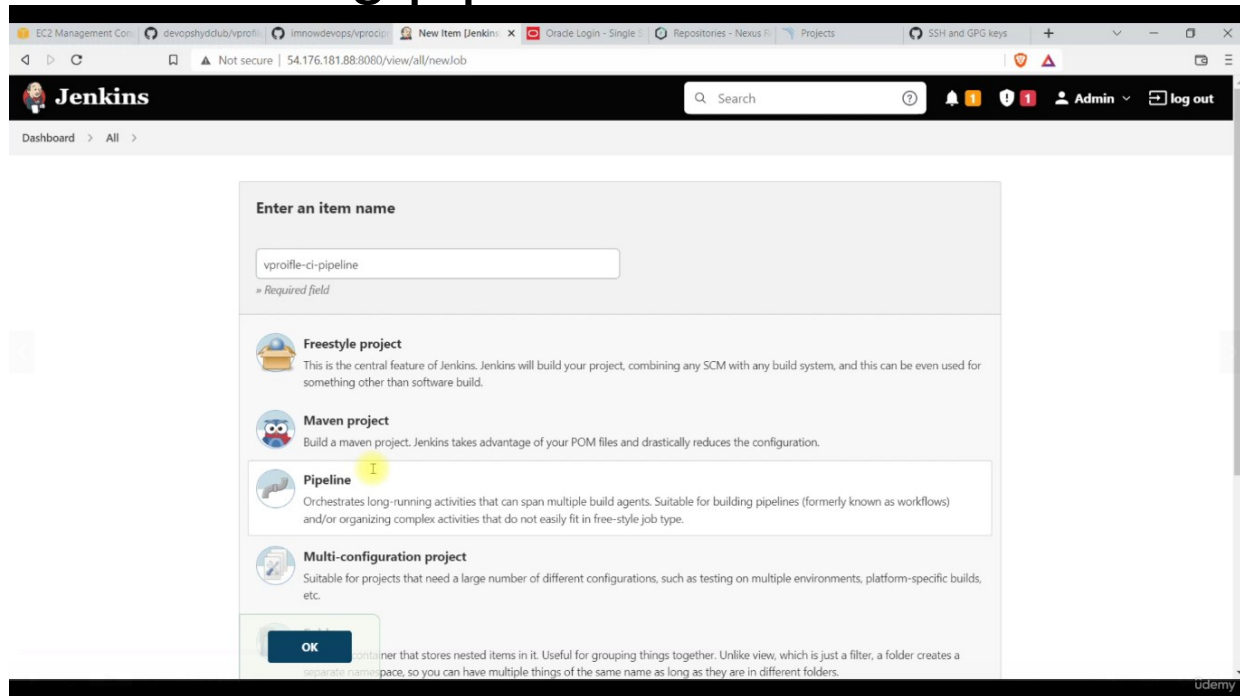 EC2 Management Con
devopshydclub/vprofil
imnowdevops/vprocip
New Item [Jenkins
Oracle Login - Single S
Repositories - Nexus R
Projects
SSH and GPG keys
Not secure | 54.176.181.88:8080/view/all/newJob
Jenkins
Search
1
1
Admin
log out
Dashboard > All >
Enter an item name
vproifle-ci-pipeline
» Required field
Freestyle project
This is the central feature of Jenkins. Jenkins will build your project, combining any SCM with any build system, and this can be even used for
something other than software build.
Maven project
Build a maven project. Jenkins takes advantage of your POM files and drastically reduces the configuration.
Pipeline
Orchestrates long-running activities that can span multiple build agents. Suitable for building pipelines (formerly known as workflows)
and/or organizing complex activities that do not easily fit in free-style job type.
Multi-configuration project
Suitable for projects that need a large number of different configurations, such as testing on multiple environments, platform-specific builds,
etc.
OK
ner that stores nested items in it. Useful for grouping things together. Unlike view, which is just a filter, a folder creates a
separate namespace, so you can have multiple things of the same name as long as they are in different folders.
udemy